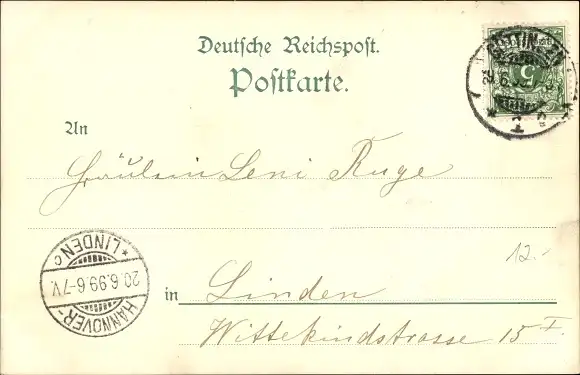 Deutsche Reichspost.
Postkarte.
GÖTTINGEN
An
Fräulein Leni Ruge
LINDEN
* c
20.6.99.6-7V.
HANNOVER-
12.-
in Linden
Wittekindstrasse 15 I.